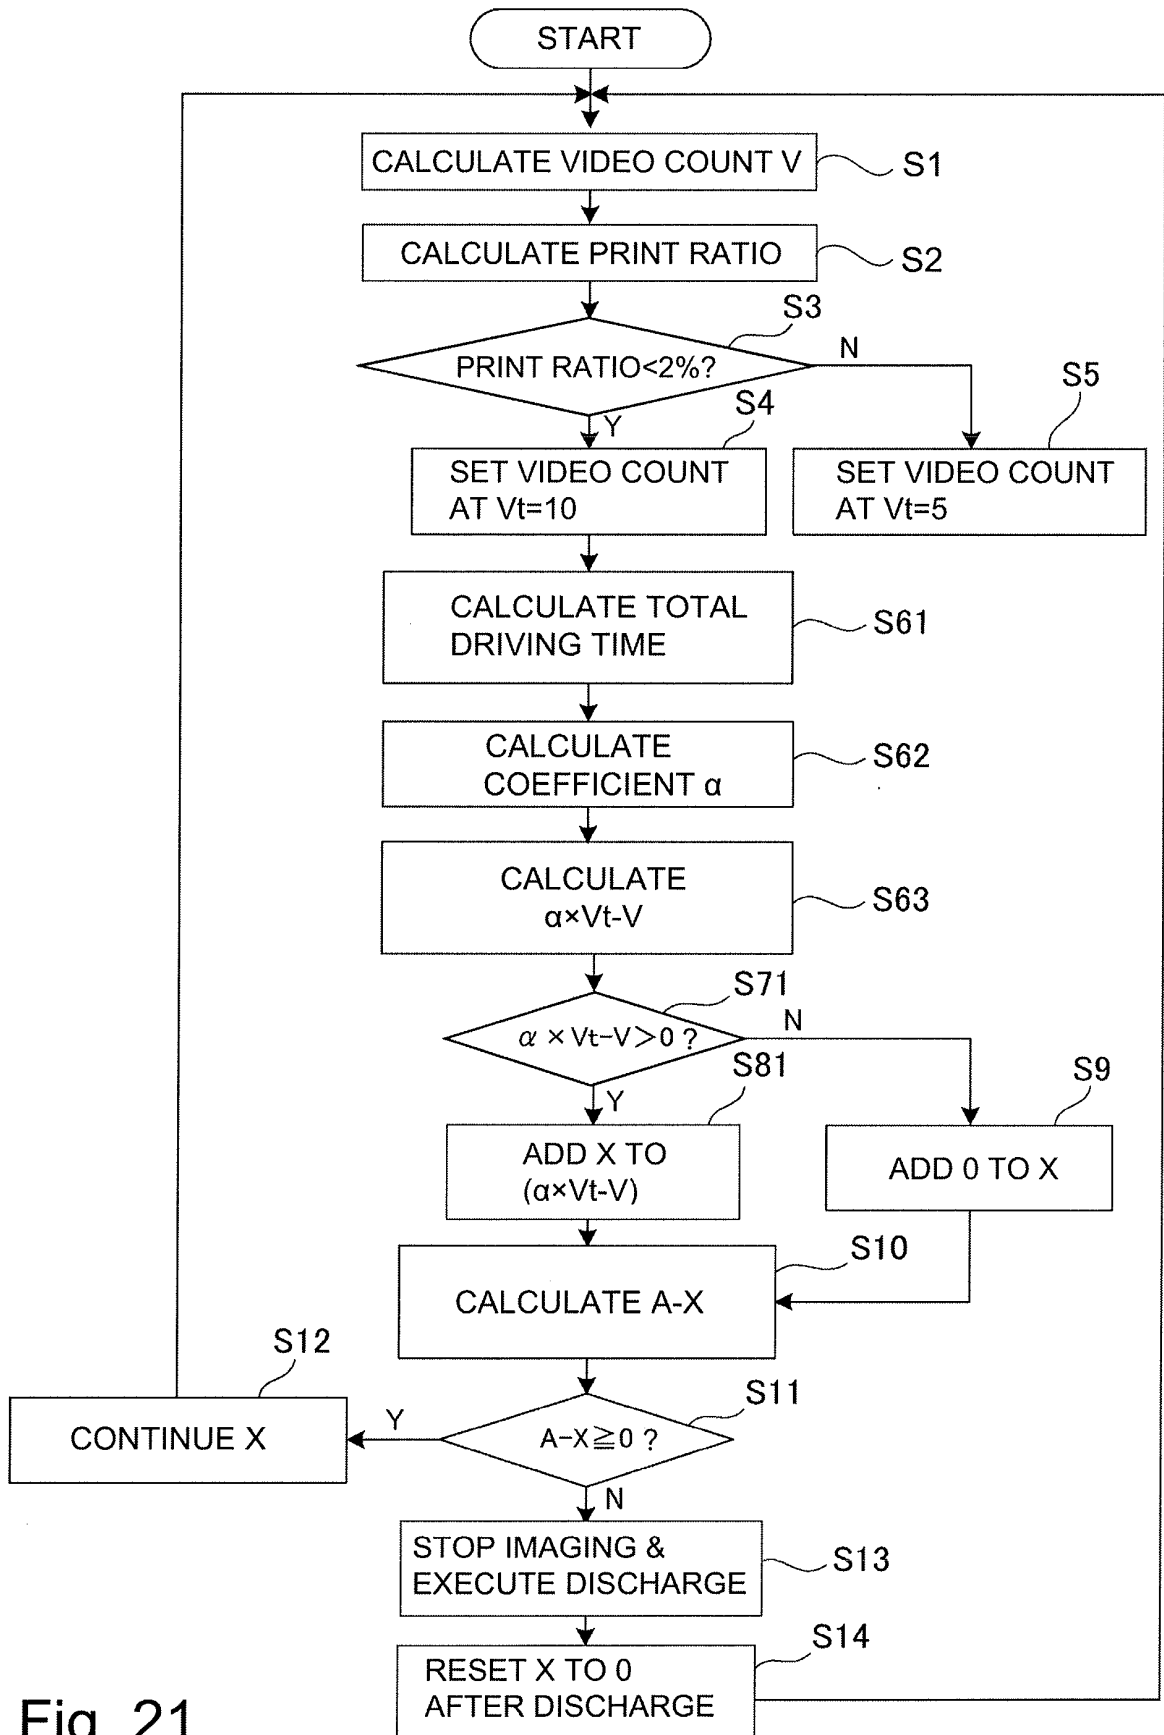 START
CALCULATE VIDEO COUNT V
S1
CALCULATE PRINT RATIO
S2
S3
PRINT RATIO<2%?
N
Y
S4
S5
SET VIDEO COUNT
AT Vt=10
SET VIDEO COUNT
AT Vt=5
CALCULATE TOTAL
DRIVING TIME
S61
CALCULATE
COEFFICIENT α
S62
CALCULATE
α×Vt-V
S63
S71
α × Vt-V>0 ?
N
Y
S81
S9
ADD X TO
(α×Vt-V)
ADD 0 TO X
S10
CALCULATE A-X
S12
CONTINUE X
Y
S11
A-X≧0 ?
N
STOP IMAGING &
EXECUTE DISCHARGE
S13
S14
RESET X TO 0
AFTER DISCHARGE
Fig. 21